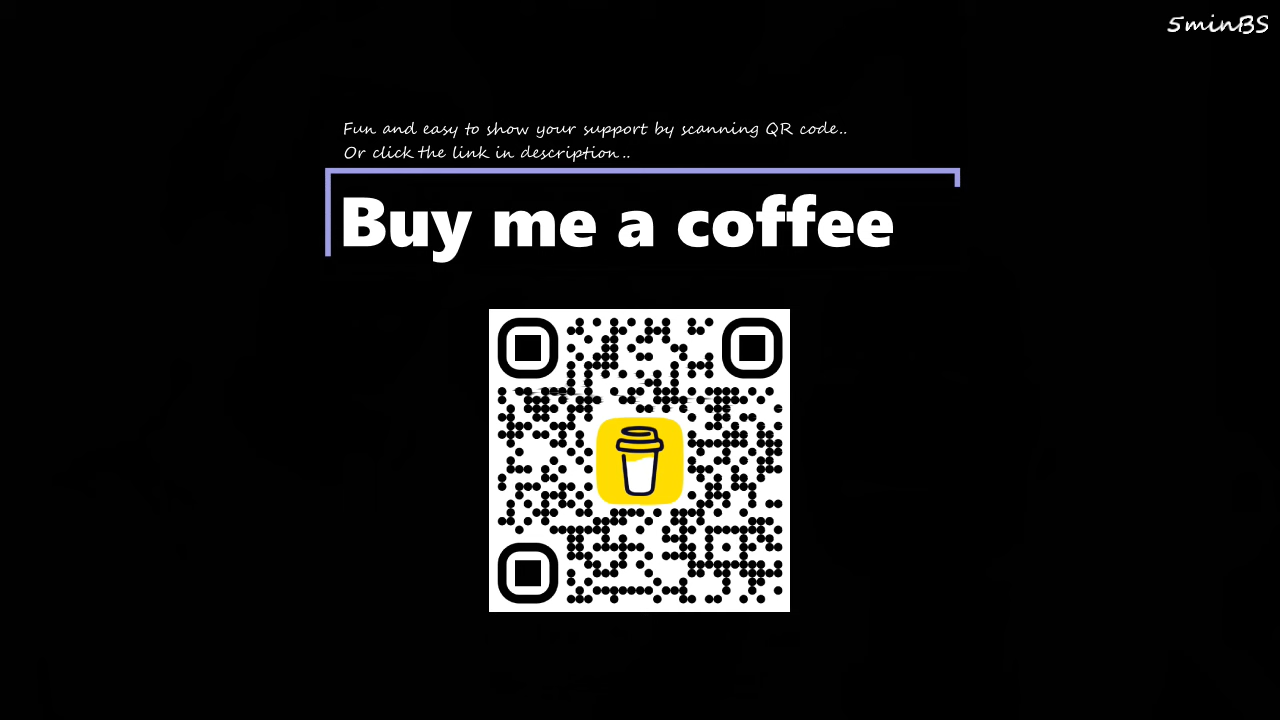 5minBS
Fun and easy to show your support by scanning QR code..
Or click the link in description..
Buy me a coffee